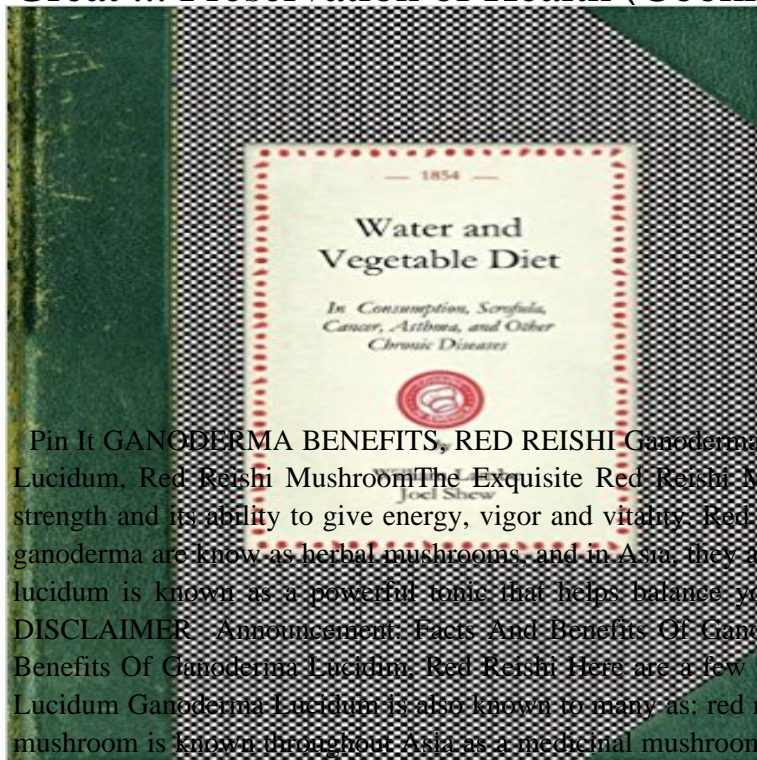 — 1854 —
Water and
Vegetable Diet
In Consumption, Scrofula,
Cancer, Asthma, and Other
Chronic Diseases
Joel Shew
Pin It GANODERMA BENEFITS, RED REISHI Ganoderma
Lucidum, Red Reishi MushroomThe Exquisite Red Reishi
strength and its ability to give energy, vigor and vitality. Red
ganoderma are know as herbal mushrooms, and in Asia, they
lucidum is known as a powerful tonic that helps balance
DISCLAIMER Announcement: Facts And Benefits Of
Benefits Of Ganoderma Lucidim, Red Reishi Here are a few
Lucidum Ganoderma Lucidum is also known to many as: red
mushroom is known throughout Asia as a medicinal mushroom